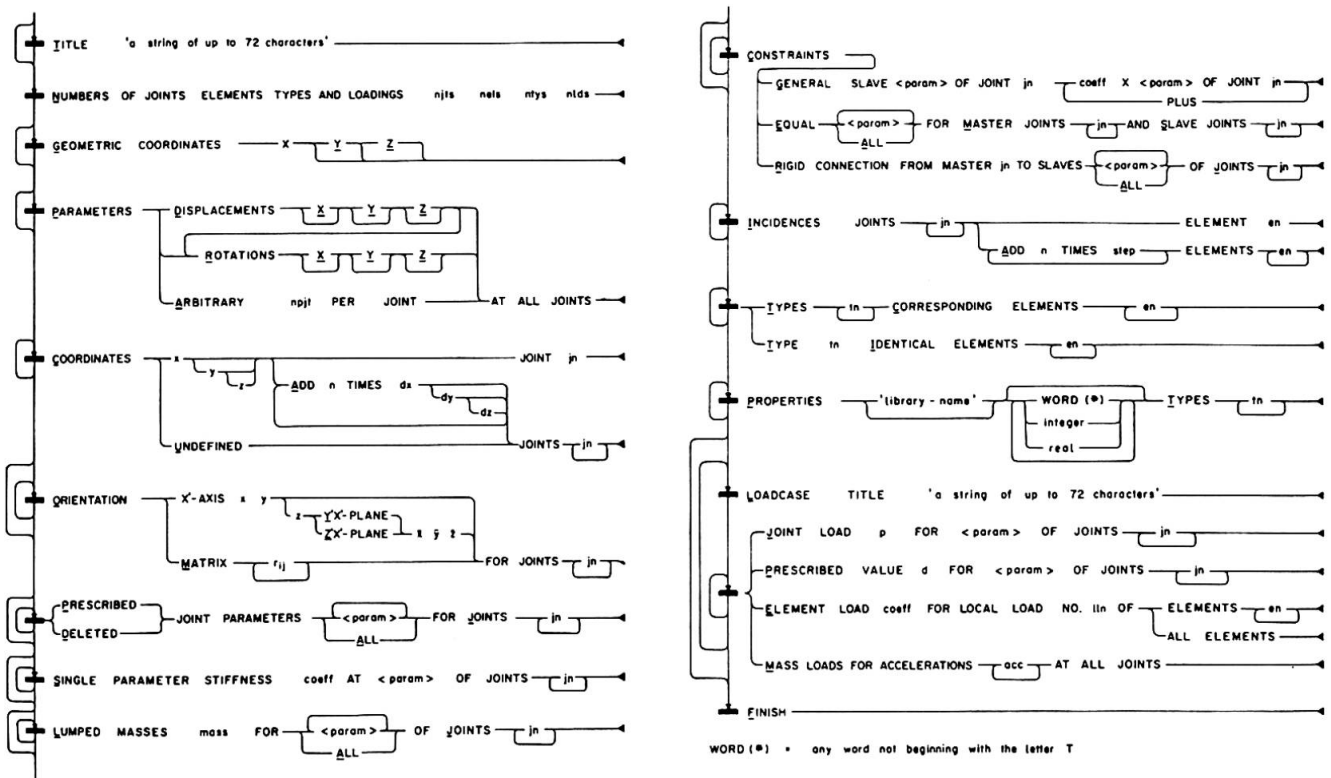 TITLE 'a string of up to 72 characters'
NUMBERS OF JOINTS ELEMENTS TYPES AND LOADINGS njts nels ntys nlds
GEOMETRIC COORDINATES X Y Z
PARAMETERS DISPLACEMENTS X Y Z
ROTATIONS X Y Z
ARBITRARY npjt PER JOINT AT ALL JOINTS
COORDINATES x JOINT jn
y
z
ADD n TIMES dx
dy
dz
UNDEFINED JOINTS jn
ORIENTATION X'-AXIS x y
z Y'X'-PLANE
Z'X'-PLANE
MATRIX rij FOR JOINTS jn
PRESCRIBED
DELETED
JOINT PARAMETERS <param> FOR JOINTS jn
ALL
SINGLE PARAMETER STIFFNESS coeff AT <param> OF JOINTS jn
LUMPED MASSES mass FOR <param> OF JOINTS jn
ALL
CONSTRAINTS
GENERAL SLAVE <param> OF JOINT jn coeff X <param> OF JOINT jn
PLUS
EQUAL <param> FOR MASTER JOINTS jn AND SLAVE JOINTS jn
ALL
RIGID CONNECTION FROM MASTER jn TO SLAVES <param> OF JOINTS jn
ALL
INCIDENCES JOINTS jn ELEMENT en
ADD n TIMES step ELEMENTS en
TYPES tn CORRESPONDING ELEMENTS en
TYPE tn IDENTICAL ELEMENTS en
PROPERTIES 'library-name' WORD (*) TYPES tn
integer
real
LOADCASE TITLE 'a string of up to 72 characters'
JOINT LOAD p FOR <param> OF JOINTS jn
PRESCRIBED VALUE d FOR <param> OF JOINTS jn
ELEMENT LOAD coeff FOR LOCAL LOAD NO. lln OF ELEMENTS en
ALL ELEMENTS
MASS LOADS FOR ACCELERATIONS acc AT ALL JOINTS
FINISH
WORD (*) = any word not beginning with the letter T